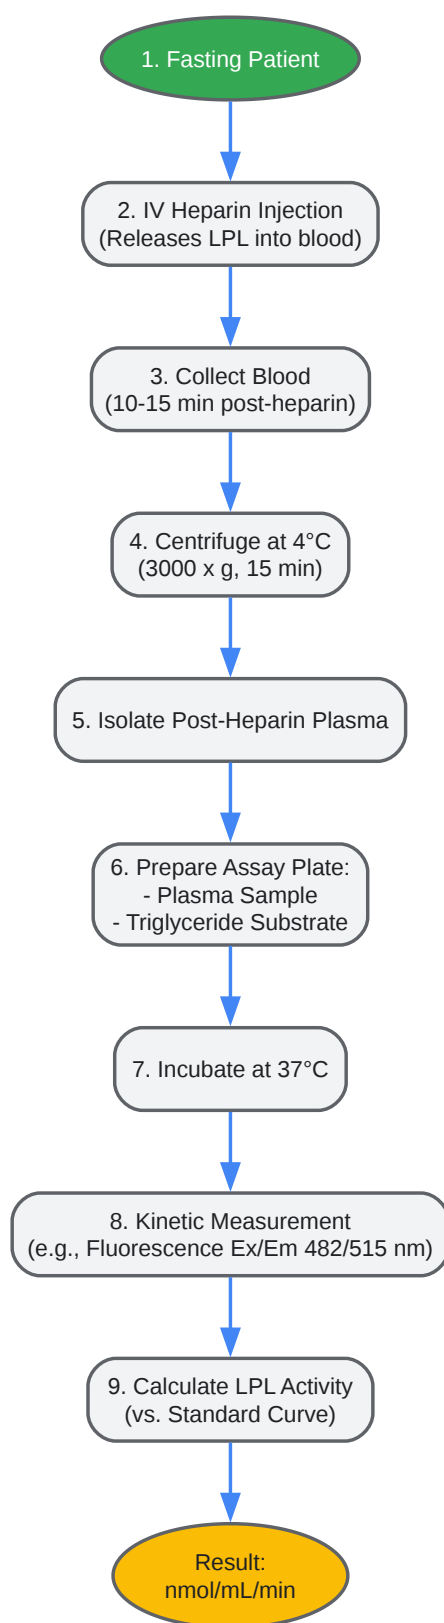 1. Fasting Patient
2. IV Heparin Injection
(Releases LPL into blood)
3. Collect Blood
(10-15 min post-heparin)
4. Centrifuge at 4°C
(3000 x g, 15 min)
5. Isolate Post-Heparin Plasma
6. Prepare Assay Plate:
- Plasma Sample
- Triglyceride Substrate
7. Incubate at 37°C
8. Kinetic Measurement
(e.g., Fluorescence Ex/Em 482/515 nm)
9. Calculate LPL Activity
(vs. Standard Curve)
Result:
nmol/mL/min